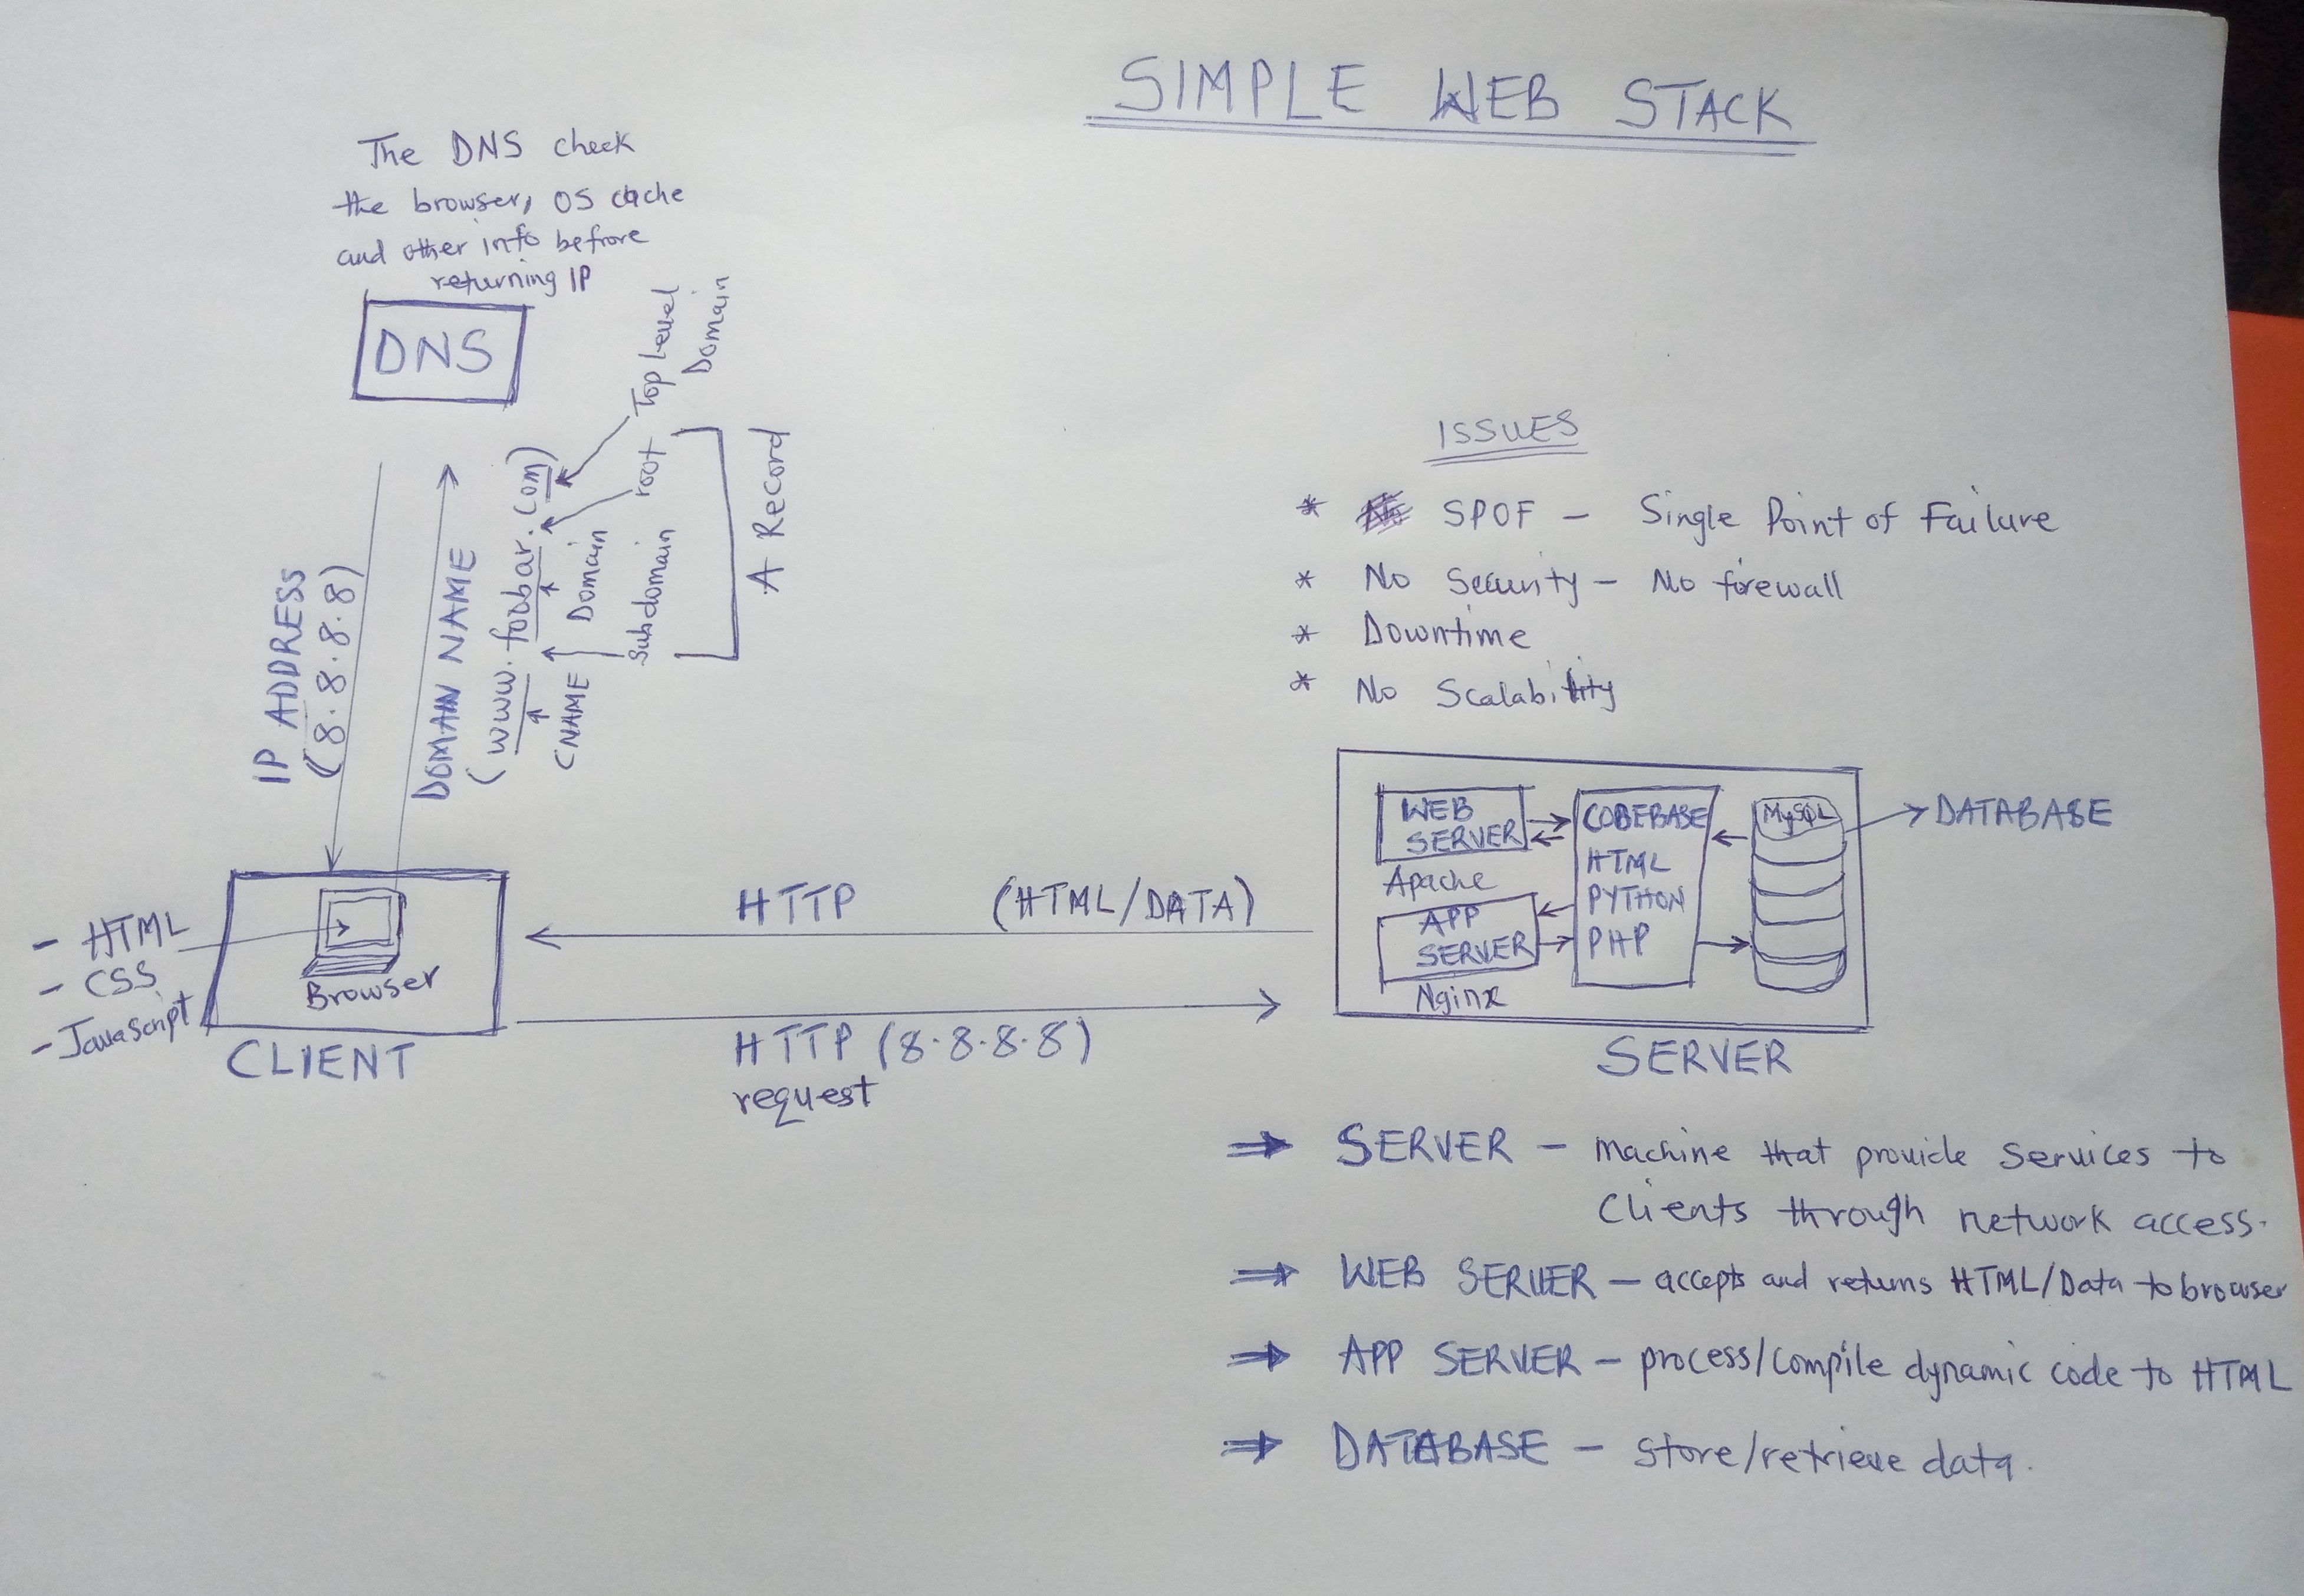 SIMPLE WEB STACK
The DNS check
the browser, OS cache
and other info befrore
returning IP
DNS
IP ADDRESS
(8.8.8.8)
DOMAIN NAME
(www.foobar.com)
CNAME
Domain
Subdomain
root
Top Level
Domain
A Record
ISSUES
* SPOF - Single Point of Failure
* No Security - No firewall
* Downtime
* No Scalability
WEB
SERVER
Apache
APP
SERVER
Nginx
COBEBASE
HTML
PYTHON
PHP
MySQL
DATABASE
SERVER
- HTML
- CSS
- JavaScript
Browser
CLIENT
HTTP (HTML/DATA)
HTTP (8.8.8.8)
request
⇒ SERVER - machine that provide services to
Clients through network access.
⇒ WEB SERVER - accepts and returns HTML/Data to browser
⇒ APP SERVER - process/compile dynamic code to HTML
⇒ DATABASE - store/retrieve data.